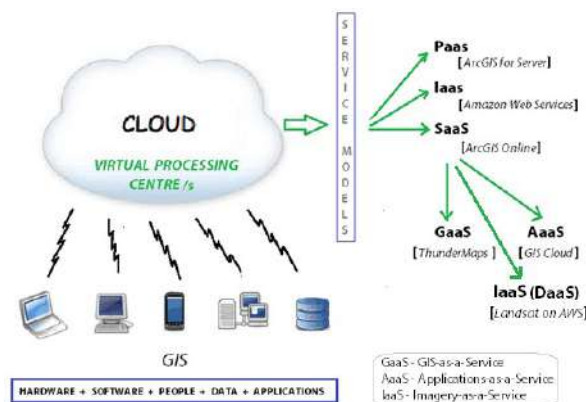 CLOUD
VIRTUAL PROCESSING
CENTRE/s
SERVICE MODELS
Paas
[ArcGIS for Server]
Iaas
[Amazon Web Services]
SaaS
[ArcGIS Online]
GaaS
[ThunderMaps]
AaaS
[GIS Cloud]
IaaS (DaaS)
[Landsat on AWS]
GIS
HARDWARE + SOFTWARE + PEOPLE + DATA + APPLICATIONS
GaaS - GIS-as-a-Service
AaaS - Applications-as-a-Service
IaaS - Imagery-as-a-Service